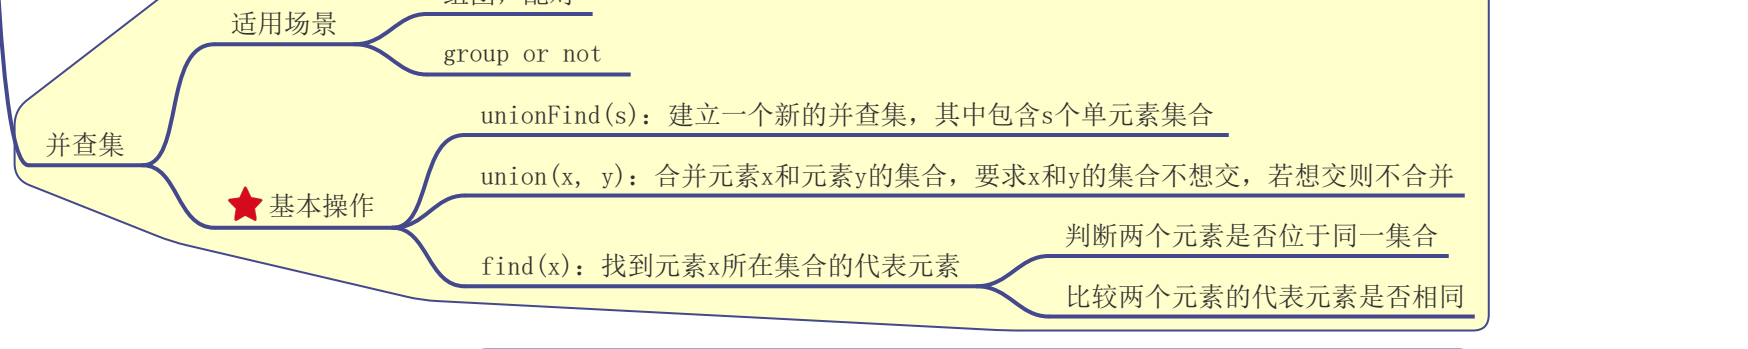 适用场景
group or not
unionFind(s): 建立一个新的并查集，其中包含s个单元素集合
并查集
union(x, y): 合并元素x和元素y的集合，要求x和y的集合不想交，若想交则不合并
基本操作
判断两个元素是否位于同一集合
find(x): 找到元素x所在集合的代表元素
比较两个元素的代表元素是否相同